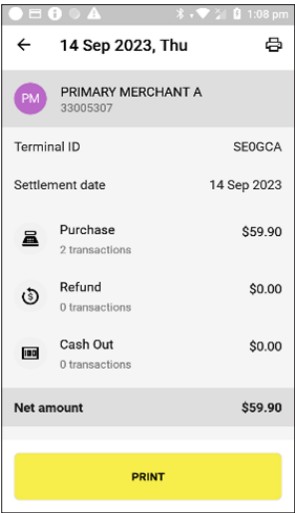 1:08 pm
14 Sep 2023, Thu
PM
PRIMARY MERCHANT A
33005307
Terminal ID SE0GCA
Settlement date 14 Sep 2023
Purchase $59.90
2 transactions
Refund $0.00
0 transactions
Cash Out $0.00
0 transactions
Net amount $59.90
PRINT